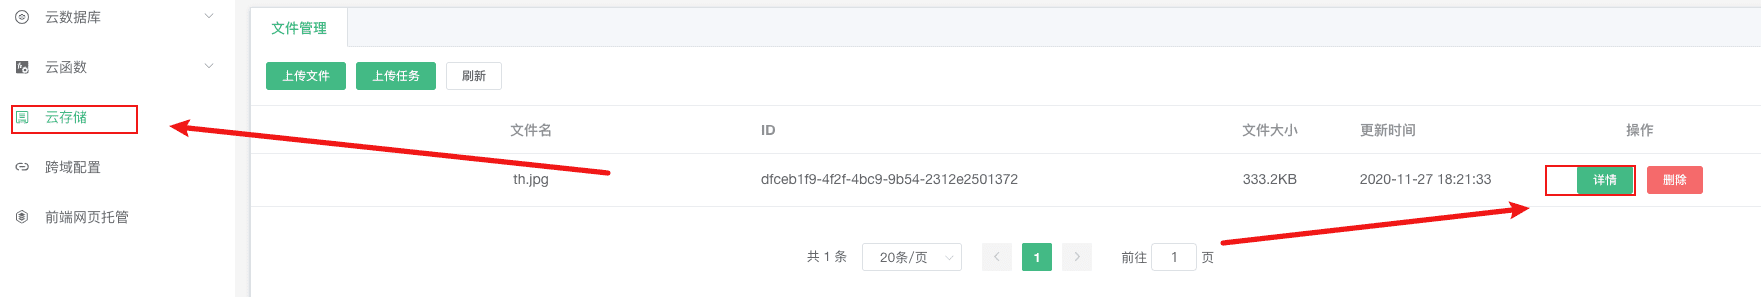 云数据库
云函数
云存储
跨域配置
前端网页托管
文件管理
上传文件 上传任务 刷新
文件名 ID 文件大小 更新时间 操作
th.jpg dfceb1f9-4f2f-4bc9-9b54-2312e2501372 333.2KB 2020-11-27 18:21:33 详情 删除
共 1 条 20条/页 1 前往 1 页